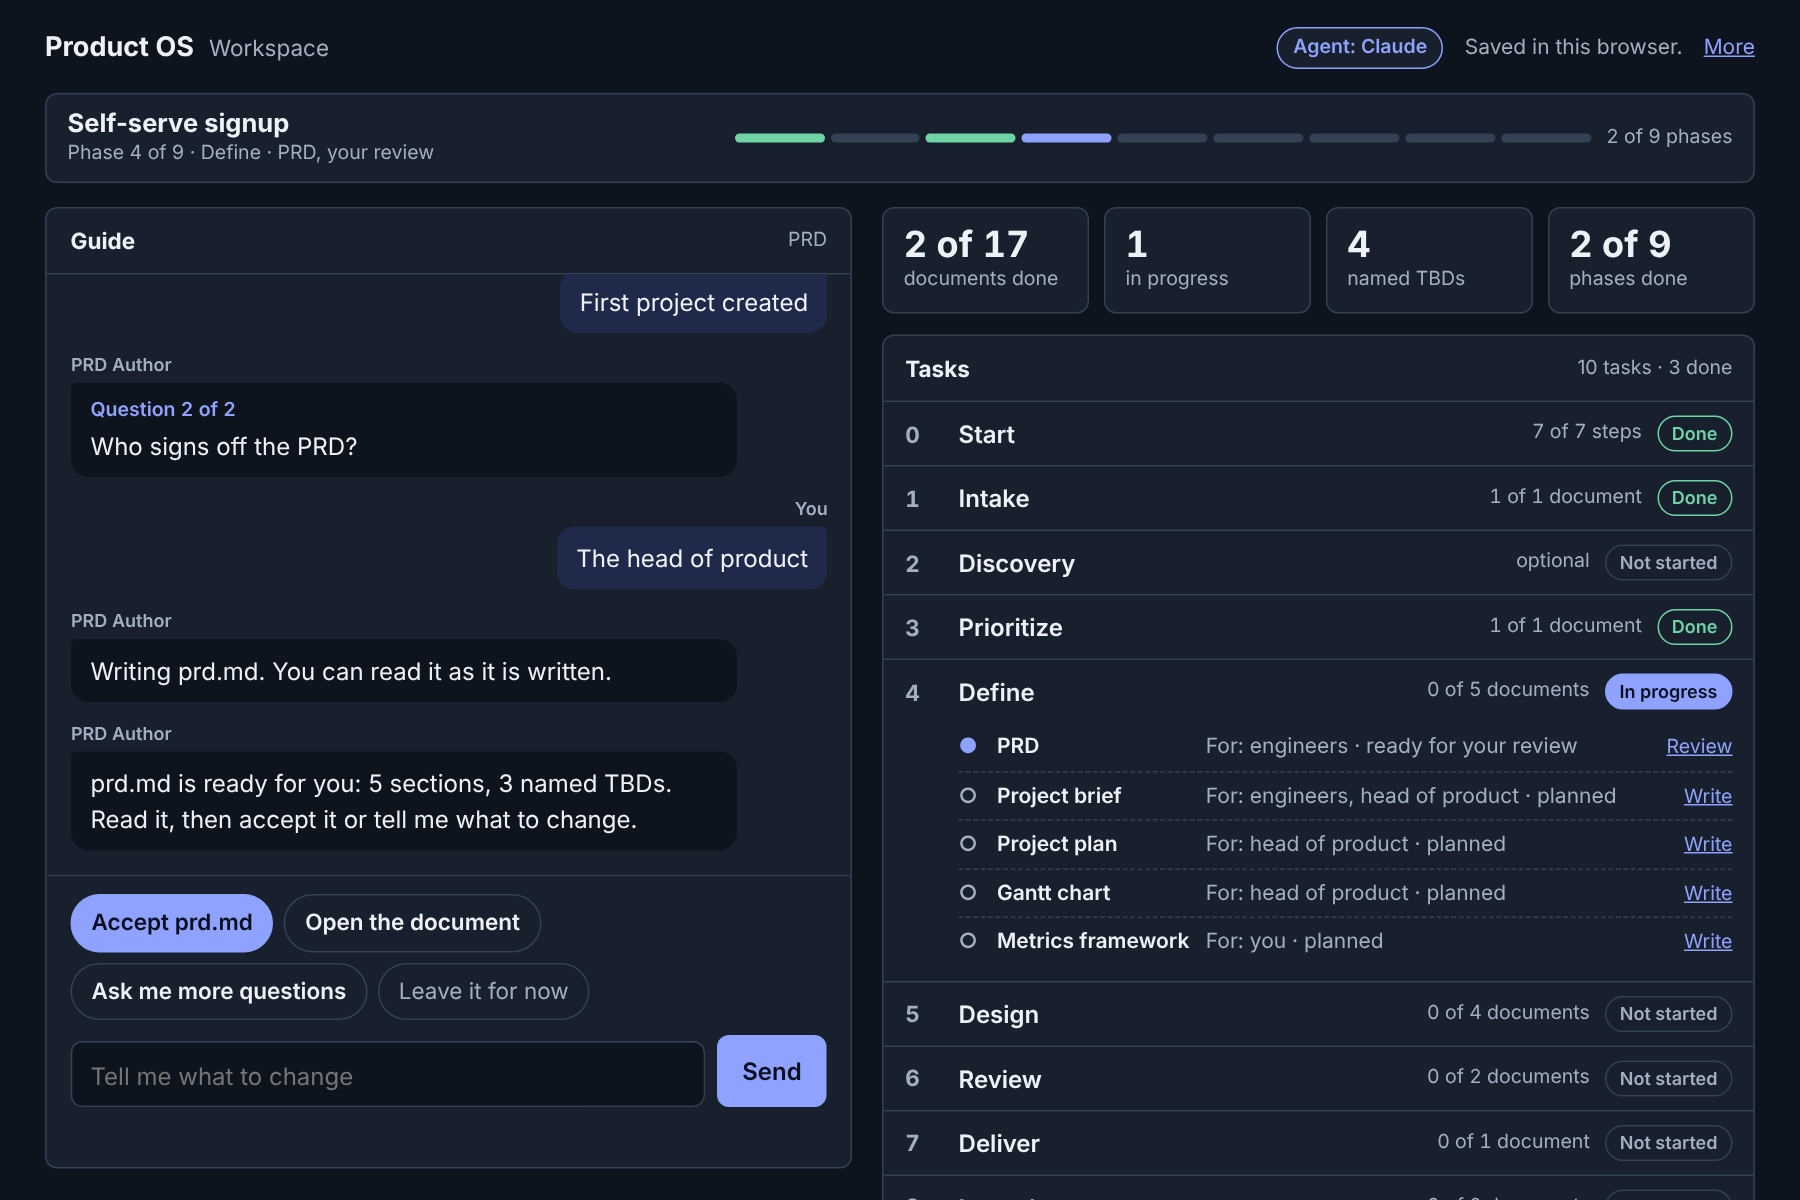 Product OS Workspace
Agent: Claude
Saved in this browser.
More
Self-serve signup
Phase 4 of 9 · Define · PRD, your review
2 of 9 phases
Guide
PRD
First project created
PRD Author
Question 2 of 2
Who signs off the PRD?
You
The head of product
PRD Author
Writing prd.md. You can read it as it is written.
PRD Author
prd.md is ready for you: 5 sections, 3 named TBDs.
Read it, then accept it or tell me what to change.
Accept prd.md
Open the document
Ask me more questions
Leave it for now
Tell me what to change
Send
2 of 17
documents done
1
in progress
4
named TBDs
2 of 9
phases done
Tasks
10 tasks · 3 done
0 Start 7 of 7 steps Done
1 Intake 1 of 1 document Done
2 Discovery optional Not started
3 Prioritize 1 of 1 document Done
4 Define 0 of 5 documents In progress
PRD For: engineers · ready for your review Review
Project brief For: engineers, head of product · planned Write
Project plan For: head of product · planned Write
Gantt chart For: head of product · planned Write
Metrics framework For: you · planned Write
5 Design 0 of 4 documents Not started
6 Review 0 of 2 documents Not started
7 Deliver 0 of 1 document Not started